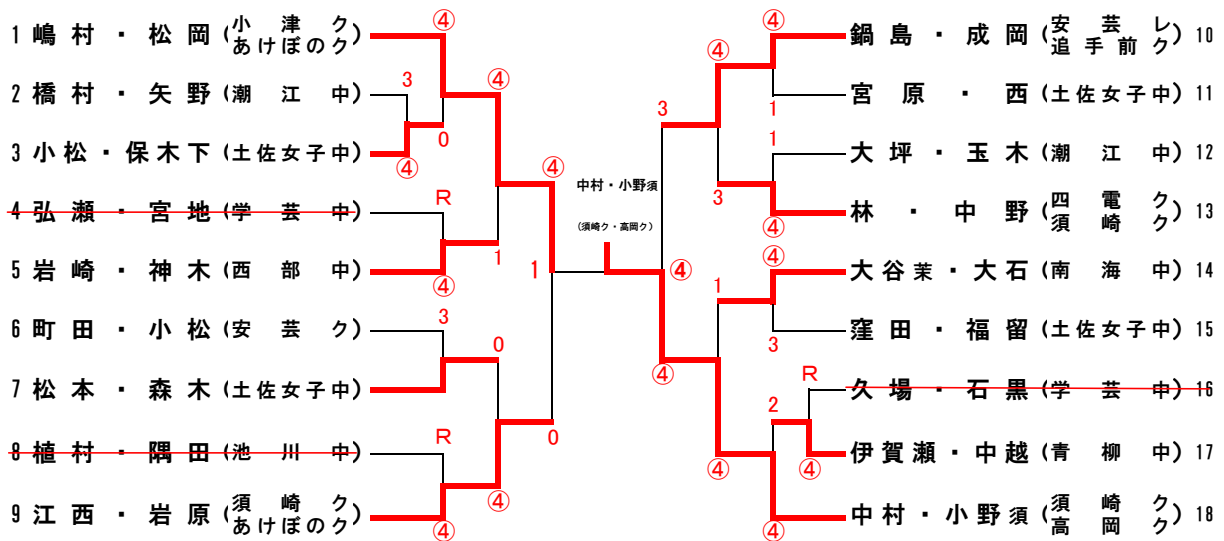 1 嶋村・松岡 (小津ク あけぼのク)
2 橋村・矢野 (潮江中)
3 小松・保木下 (土佐女子中)
4 弘瀬・宮地 (学芸中)
5 岩崎・神木 (西部中)
6 町田・小松 (安芸ク)
7 松本・森木 (土佐女子中)
8 植村・隅田 (池川中)
9 江西・岩原 (須崎ク あけぼのク)
④
3
④
0
④
R
④
1
④
3
0
R
④
④
0
1
中村・小野須
(須崎ク・高岡ク)
④
④
3
④
④
1
1
④
3
④
3
1
R
④
2
④
④
鍋島・成岡 (安芸レ 追手前ク) 10
宮原・西 (土佐女子中) 11
大坪・玉木 (潮江中) 12
林・中野 (四電ク 須崎ク) 13
大谷茉・大石 (南海中) 14
窪田・福留 (土佐女子中) 15
久場・石黒 (学芸中) 16
伊賀瀬・中越 (青柳中) 17
中村・小野須 (須崎ク 高岡ク) 18